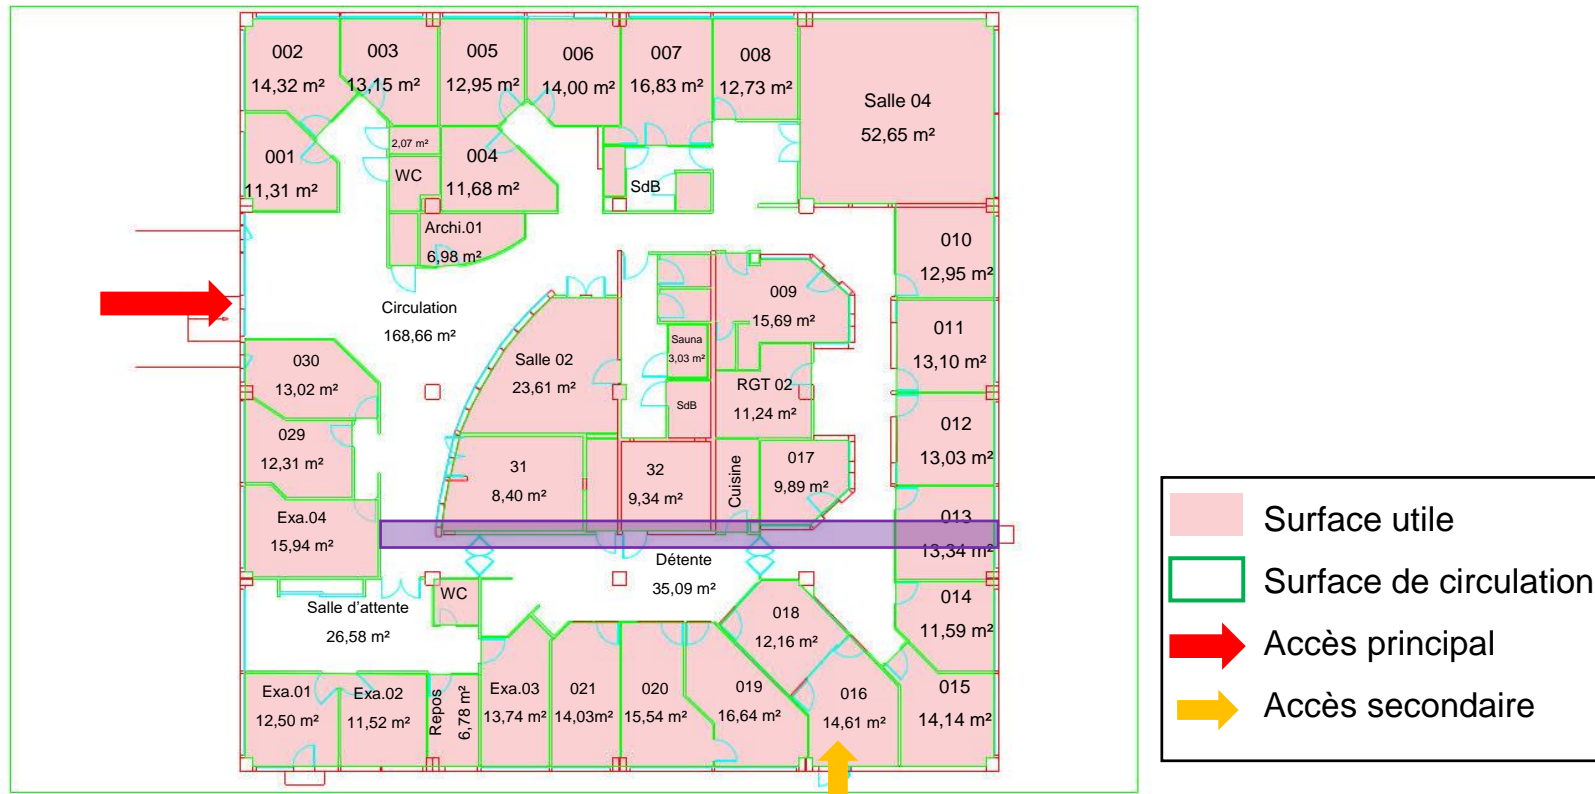 002
14,32 m²
003
13,15 m²
005
12,95 m²
006
14,00 m²
007
16,83 m²
008
12,73 m²
Salle 04
52,65 m²
001
11,31 m²
2,07 m²
WC
004
11,68 m²
SdB
Archi.01
6,98 m²
010
12,95 m²
Circulation
168,66 m²
009
15,69 m²
011
13,10 m²
030
13,02 m²
Salle 02
23,61 m²
Sauna
3,03 m²
RGT 02
11,24 m²
SdB
029
12,31 m²
012
13,03 m²
31
8,40 m²
32
9,34 m²
Cuisine
017
9,89 m²
Exa.04
15,94 m²
013
13,34 m²
Détente
35,09 m²
WC
Salle d'attente
26,58 m²
018
12,16 m²
014
11,59 m²
Exa.01
12,50 m²
Exa.02
11,52 m²
Repos
6,78 m²
Exa.03
13,74 m²
021
14,03m²
020
15,54 m²
019
16,64 m²
016
14,61 m²
015
14,14 m²
Surface utile
Surface de circulation
Accès principal
Accès secondaire